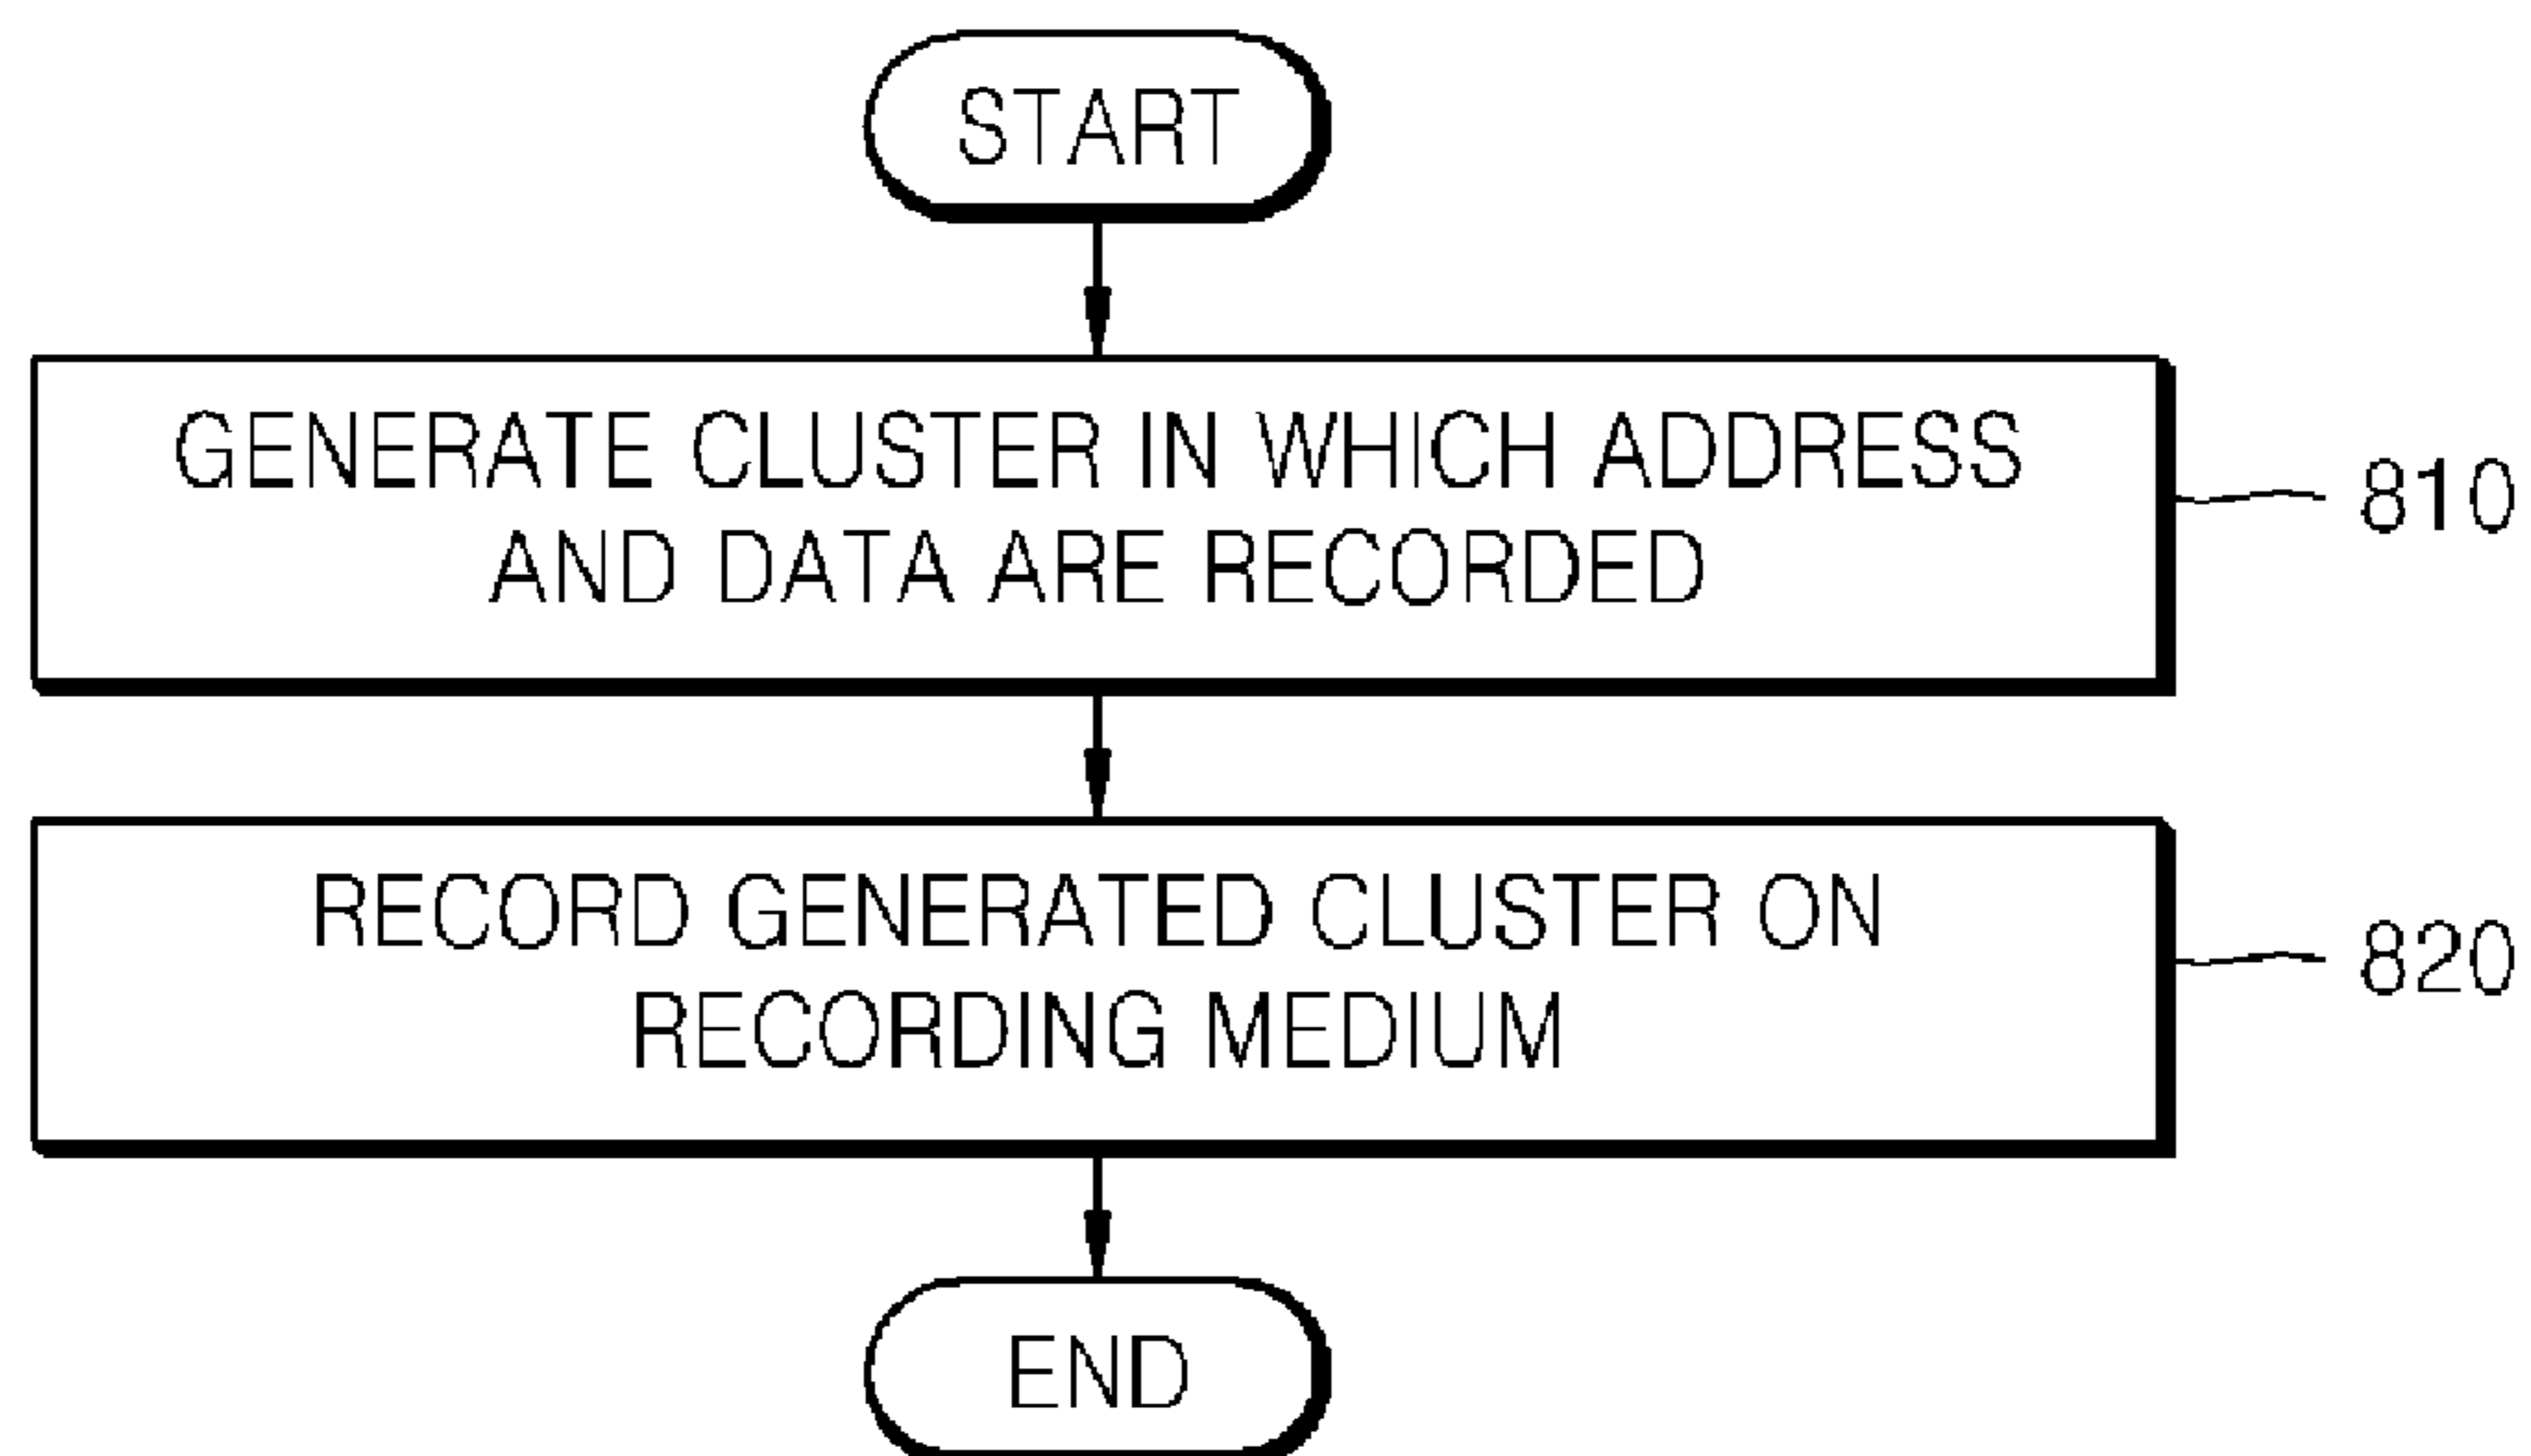 START
GENERATE CLUSTER IN WHICH ADDRESS
AND DATA ARE RECORDED
810
RECORD GENERATED CLUSTER ON
RECORDING MEDIUM
820
END